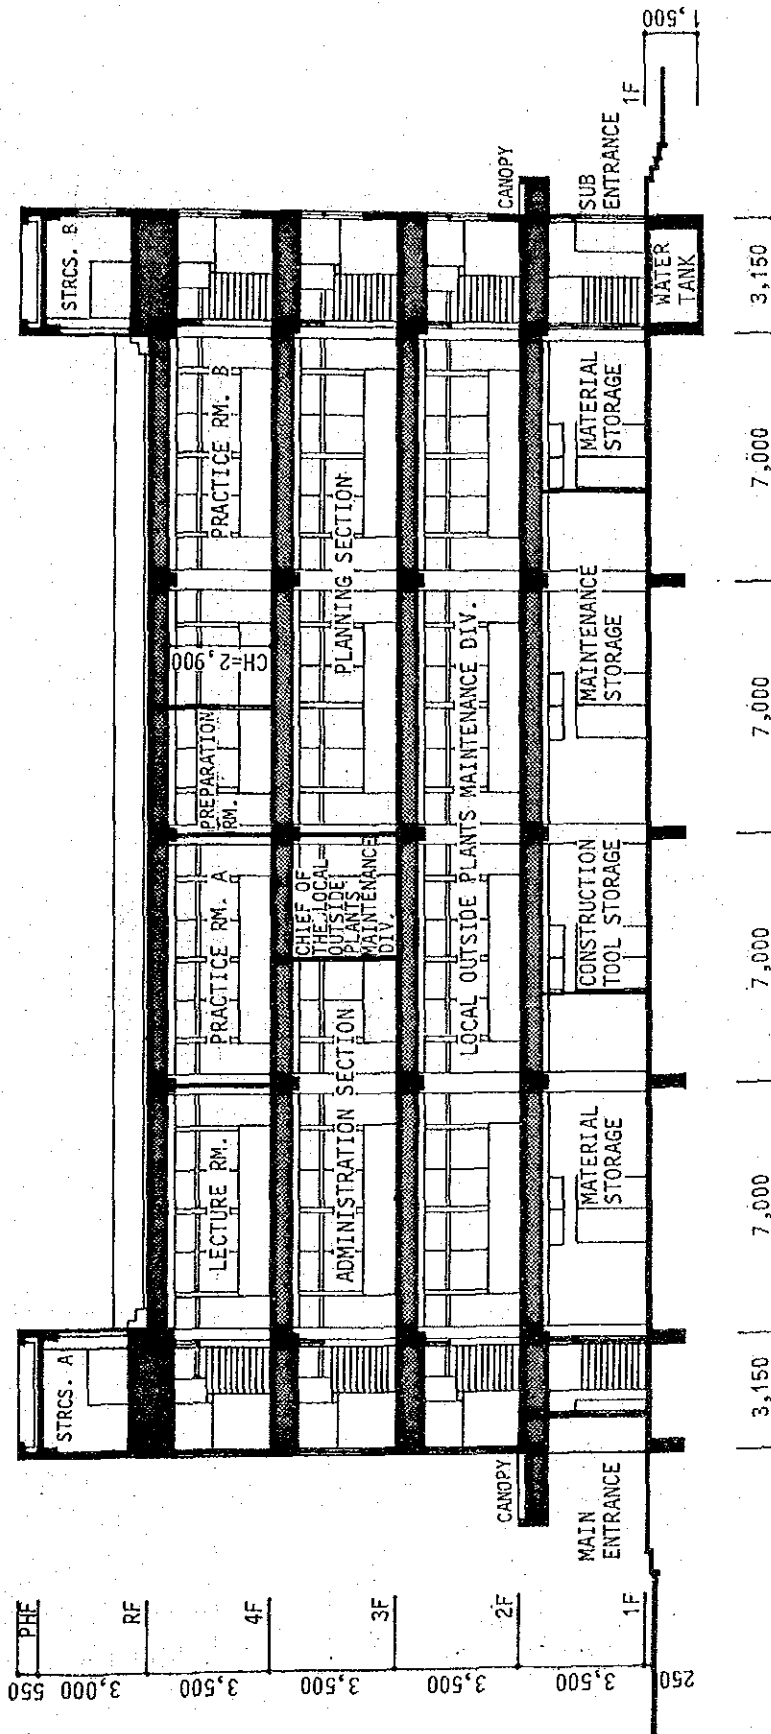 PHF
RF
4F
3F
2F
1F
550
3,000
3,500
3,500
3,500
3,500
250
STRCS. A
STRCS. B
LECTURE RM.
PRACTICE RM. A
PREPARATION
RM.
CH=2,900
PRACTICE RM. B
ADMINISTRATION SECTION
CHIEF OF
THE LOCAL
OUTSIDE
PLANTS
MAINTENANCE
DIV.
PLANNING SECTION
LOCAL OUTSIDE PLANTS MAINTENANCE DIV.
CANOPY
CANOPY
MAIN
ENTRANCE
MATERIAL
STORAGE
CONSTRUCTION
TOOL STORAGE
MAINTENANCE
STORAGE
MATERIAL
STORAGE
SUB
ENTRANCE
1F
WATER
TANK
1,500
3,150
7,000
7,000
7,000
7,000
3,150